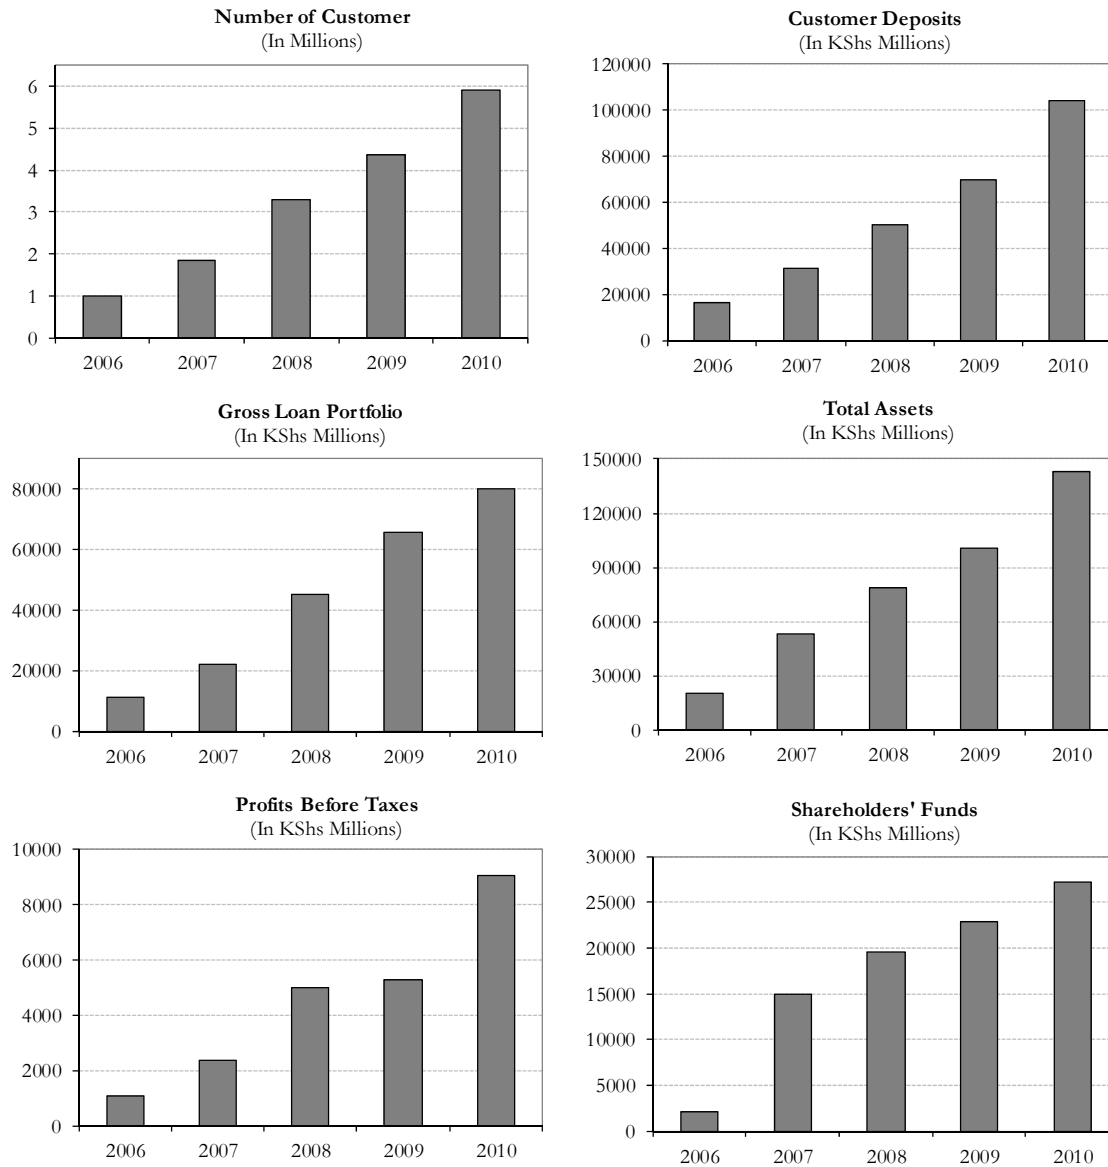 Number of Customer
(In Millions)
6
5
4
3
2
1
0
2006 2007 2008 2009 2010
Customer Deposits
(In KShs Millions)
120000
100000
80000
60000
40000
20000
0
2006 2007 2008 2009 2010
Gross Loan Portfolio
(In KShs Millions)
80000
60000
40000
20000
0
2006 2007 2008 2009 2010
Total Assets
(In KShs Millions)
150000
120000
90000
60000
30000
0
2006 2007 2008 2009 2010
Profits Before Taxes
(In KShs Millions)
10000
8000
6000
4000
2000
0
2006 2007 2008 2009 2010
Shareholders' Funds
(In KShs Millions)
30000
25000
20000
15000
10000
5000
0
2006 2007 2008 2009 2010